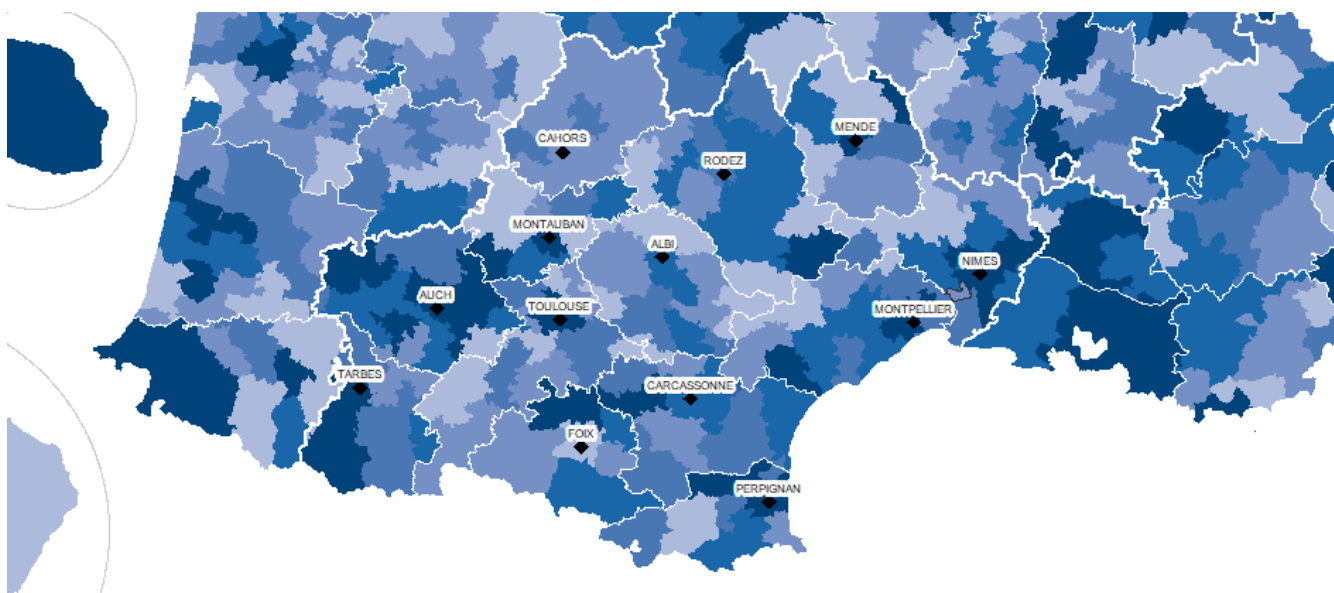 MENDE
CAHORS
RODEZ
MONTAUBAN
ALBI
NIMES
AUCH
TOULOUSE
MONTPELLIER
TARBES
CARCASSONNE
FOIX
PERPIGNAN